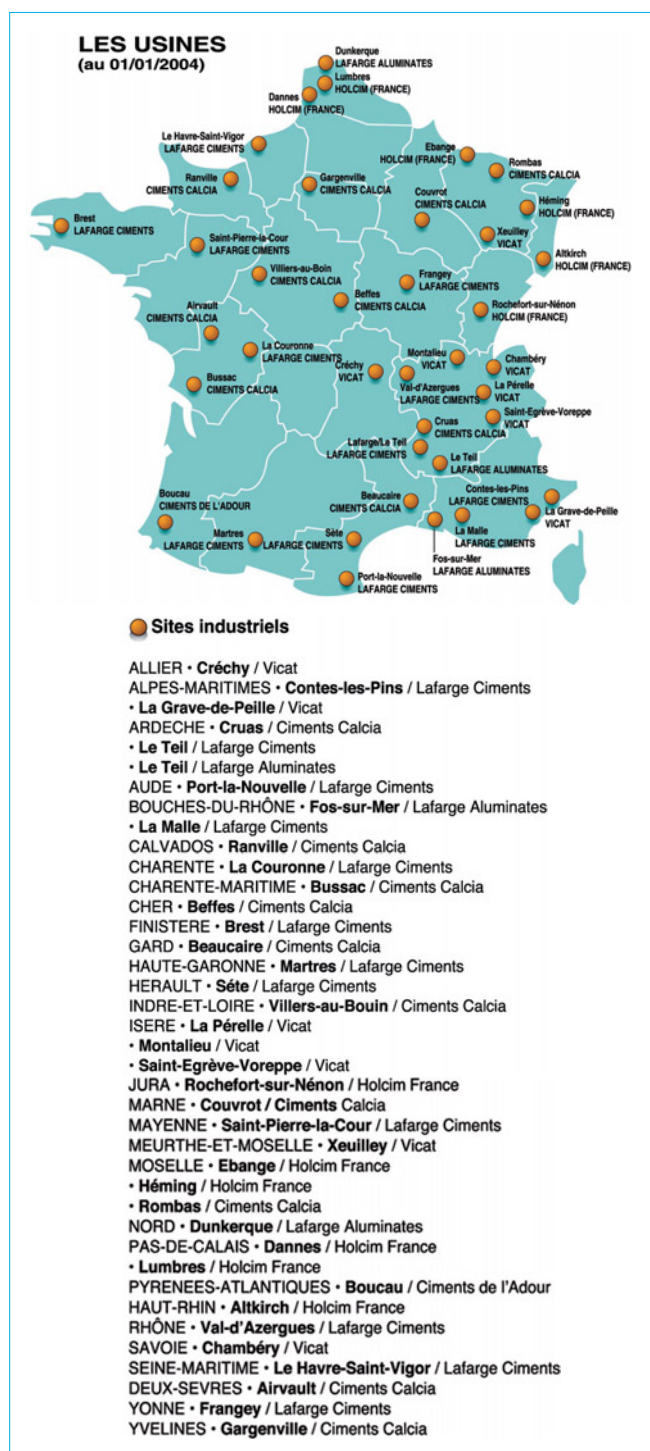 LES USINES
(au 01/01/2004)
Dunkerque
LAFARGE ALUMINATES
Lumbres
HOLCIM (FRANCE)
Dannes
HOLCIM (FRANCE)
Le Havre-Saint-Vigor
LAFARGE CIMENTS
Ebange
HOLCIM (FRANCE)
Rombas
CIMENTS CALCIA
Ranville
CIMENTS CALCIA
Gargenville
CIMENTS CALCIA
Couvrot
CIMENTS CALCIA
Héming
HOLCIM (FRANCE)
Brest
LAFARGE CIMENTS
Saint-Pierre-la-Cour
LAFARGE CIMENTS
Xeuilley
VICAT
Altkirch
HOLCIM (FRANCE)
Villiers-au-Boin
CIMENTS CALCIA
Frangey
LAFARGE CIMENTS
Beffes
CIMENTS CALCIA
Rochefort-sur-Nénon
HOLCIM (FRANCE)
Airvault
CIMENTS CALCIA
La Couronne
LAFARGE CIMENTS
Créchy
VICAT
Montalieu
VICAT
Chambéry
VICAT
Bussac
CIMENTS CALCIA
Val-d'Azergues
LAFARGE CIMENTS
La Pérelle
VICAT
Saint-Egrève-Voreppe
VICAT
Cruas
CIMENTS CALCIA
Lafarge/Le Teil
LAFARGE CIMENTS
Le Teil
LAFARGE ALUMINATES
Boucau
CIMENTS DE L'ADOUR
Beaucaire
CIMENTS CALCIA
Contes-les-Pins
LAFARGE CIMENTS
La Grave-de-Peille
VICAT
Martres
LAFARGE CIMENTS
Sète
LAFARGE CIMENTS
La Malle
LAFARGE CIMENTS
Fos-sur-Mer
LAFARGE ALUMINATES
Port-la-Nouvelle
LAFARGE CIMENTS
Sites industriels
ALLIER • Créchy / Vicat
ALPES-MARITIMES • Contes-les-Pins / Lafarge Ciments
• La Grave-de-Peille / Vicat
ARDECHE • Cruas / Ciments Calcia
• Le Teil / Lafarge Ciments
• Le Teil / Lafarge Aluminates
AUDE • Port-la-Nouvelle / Lafarge Ciments
BOUCHES-DU-RHÔNE • Fos-sur-Mer / Lafarge Aluminates
• La Malle / Lafarge Ciments
CALVADOS • Ranville / Ciments Calcia
CHARENTE • La Couronne / Lafarge Ciments
CHARENTE-MARITIME • Bussac / Ciments Calcia
CHER • Beffes / Ciments Calcia
FINISTERE • Brest / Lafarge Ciments
GARD • Beaucaire / Ciments Calcia
HAUTE-GARONNE • Martres / Lafarge Ciments
HERAULT • Séte / Lafarge Ciments
INDRE-ET-LOIRE • Villers-au-Bouin / Ciments Calcia
ISERE • La Pérelle / Vicat
• Montalieu / Vicat
• Saint-Egrève-Voreppe / Vicat
JURA • Rochefort-sur-Nénon / Holcim France
MARNE • Couvrot / Ciments Calcia
MAYENNE • Saint-Pierre-la-Cour / Lafarge Ciments
MEURTHE-ET-MOSELLE • Xeuilley / Vicat
MOSELLE • Ebange / Holcim France
• Héming / Holcim France
• Rombas / Ciments Calcia
NORD • Dunkerque / Lafarge Aluminates
PAS-DE-CALAIS • Dannes / Holcim France
• Lumbres / Holcim France
PYRENEES-ATLANTIQUES • Boucau / Ciments de l'Adour
HAUT-RHIN • Altkirch / Holcim France
RHÔNE • Val-d'Azergues / Lafarge Ciments
SAVOIE • Chambéry / Vicat
SEINE-MARITIME • Le Havre-Saint-Vigor / Lafarge Ciments
DEUX-SEVRES • Airvault / Ciments Calcia
YONNE • Frangey / Lafarge Ciments
YVELINES • Gargenville / Ciments Calcia